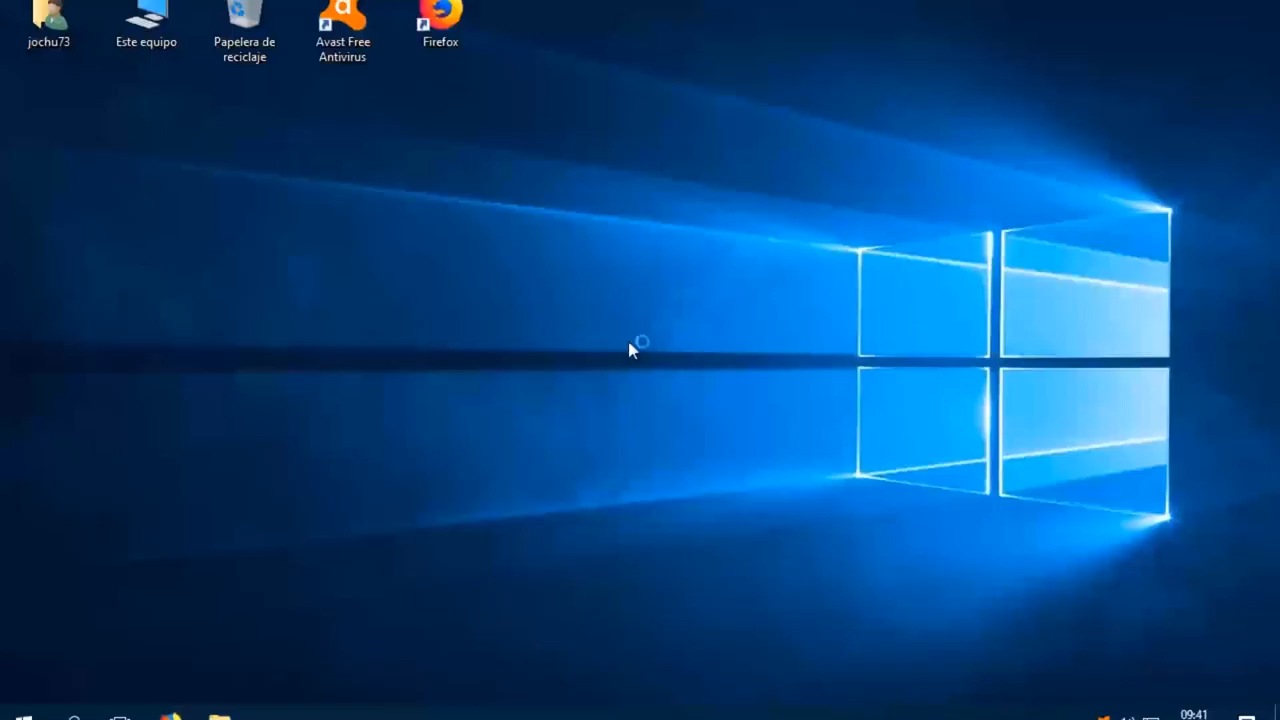 jochu73
Este equipo
Papelera de
reciclaje
Avast Free
Antivirus
Firefox
09:41